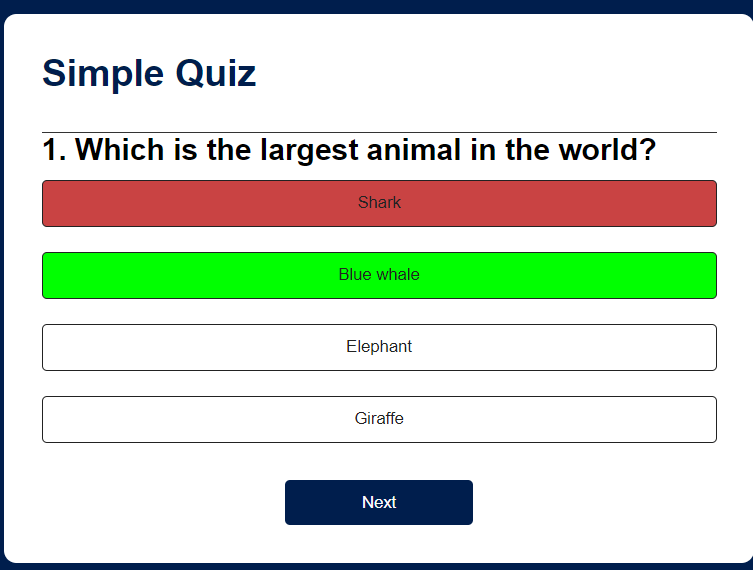 Simple Quiz
1. Which is the largest animal in the world?
Shark
Blue whale
Elephant
Giraffe
Next